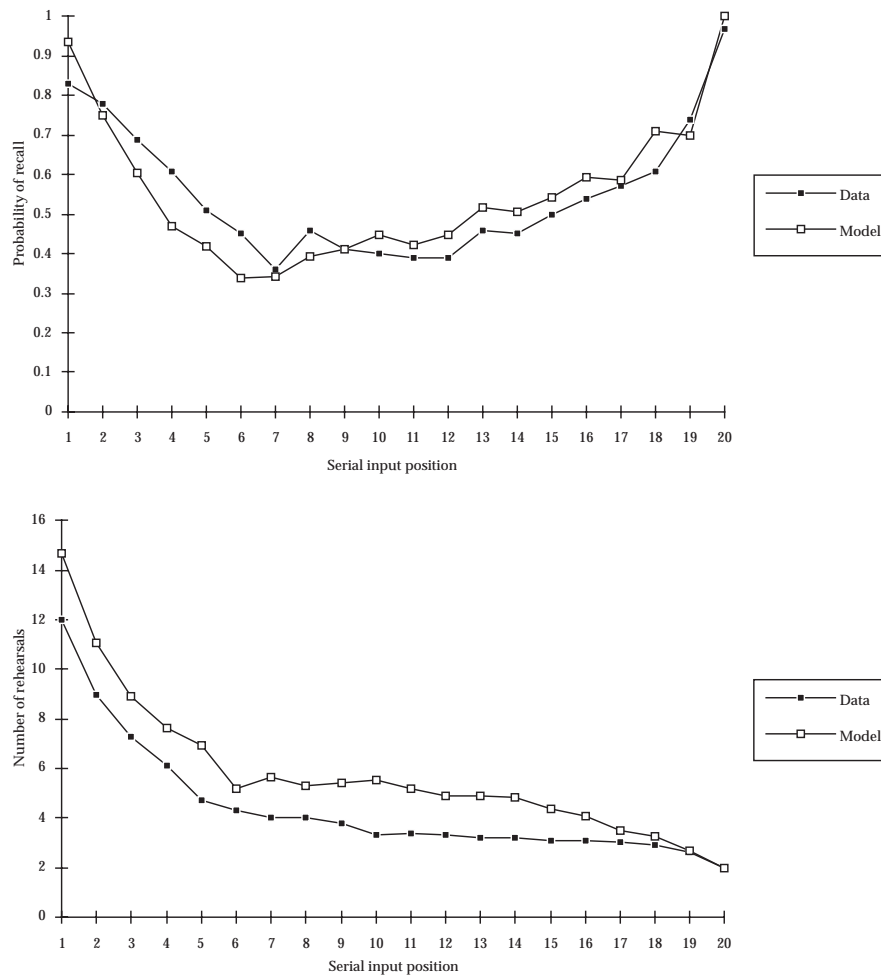 1
0.9
0.8
0.7
0.6
0.5
0.4
0.3
0.2
0.1
0
Probability of recall
1 2 3 4 5 6 7 8 9 10 11 12 13 14 15 16 17 18 19 20
Serial input position
Data
Model
16
14
12
10
8
6
4
2
0
Number of rehearsals
1 2 3 4 5 6 7 8 9 10 11 12 13 14 15 16 17 18 19 20
Serial input position
Data
Model